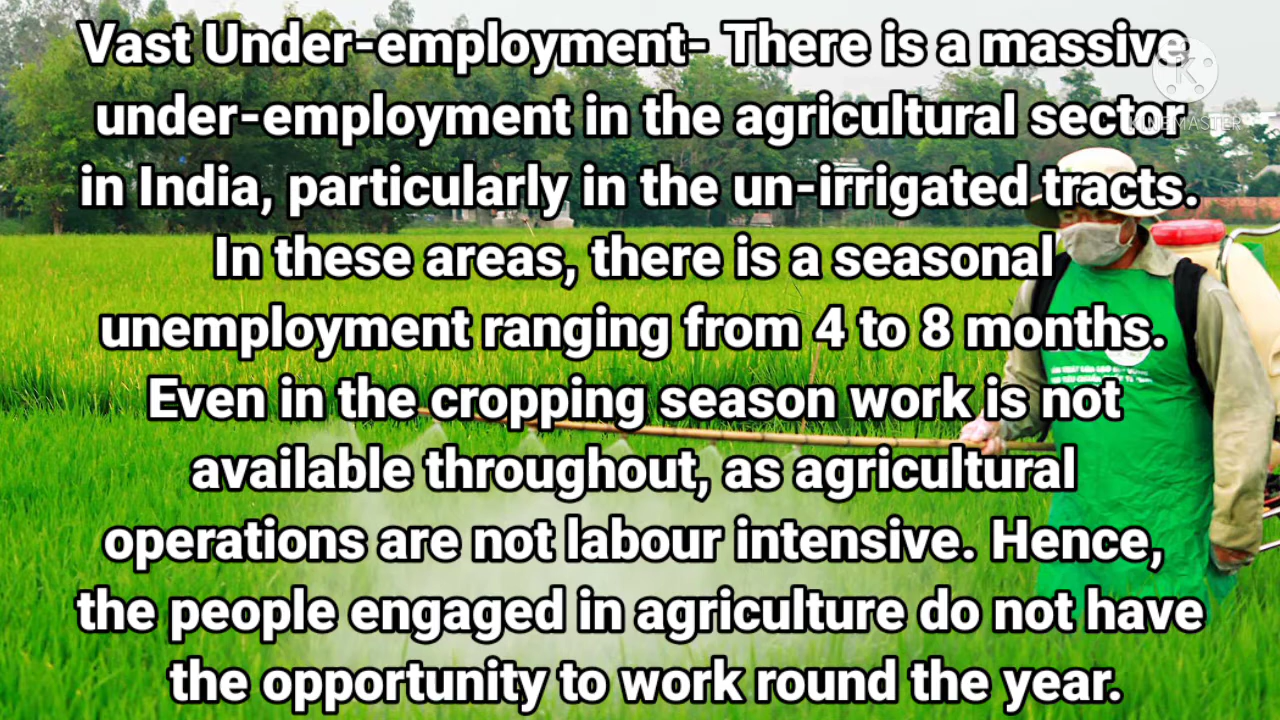 Vast Under-employment- There is a massive
under-employment in the agricultural sector
in India, particularly in the un-irrigated tracts.
In these areas, there is a seasonal
unemployment ranging from 4 to 8 months.
Even in the cropping season work is not
available throughout, as agricultural
operations are not labour intensive. Hence,
the people engaged in agriculture do not have
the opportunity to work round the year.
K
KINEMASTER